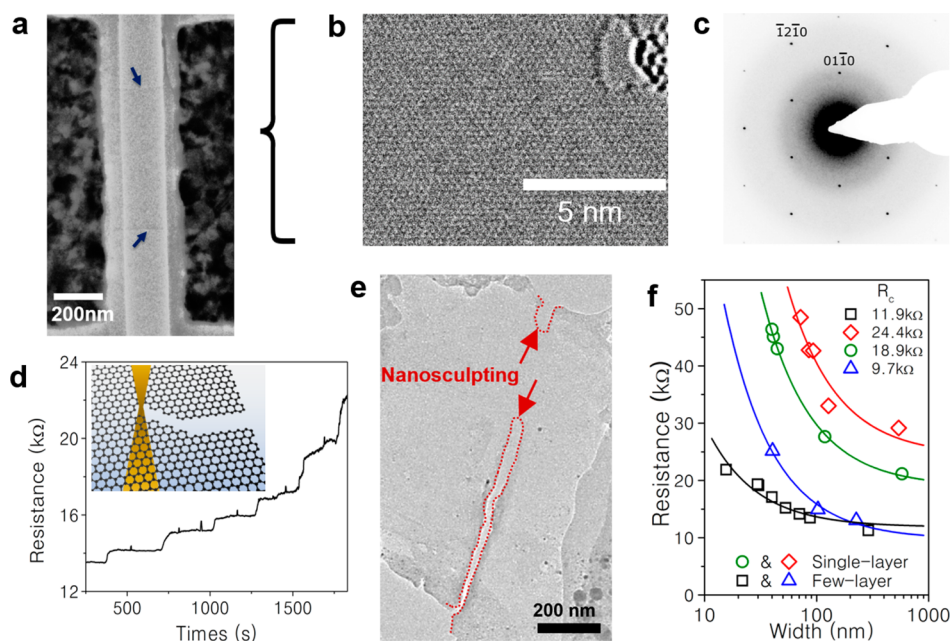 a
200nm
b
5 nm
c
1̅21̅0
011̅0
d
Resistance (kΩ)
24
20
16
12
500
1000
1500
Times (s)
e
Nanosculpting
200 nm
f
Resistance (kΩ)
50
40
30
20
10
0
R_c
11.9kΩ
24.4kΩ
18.9kΩ
9.7kΩ
& Single-layer
& Few-layer
10
100
1000
Width (nm)